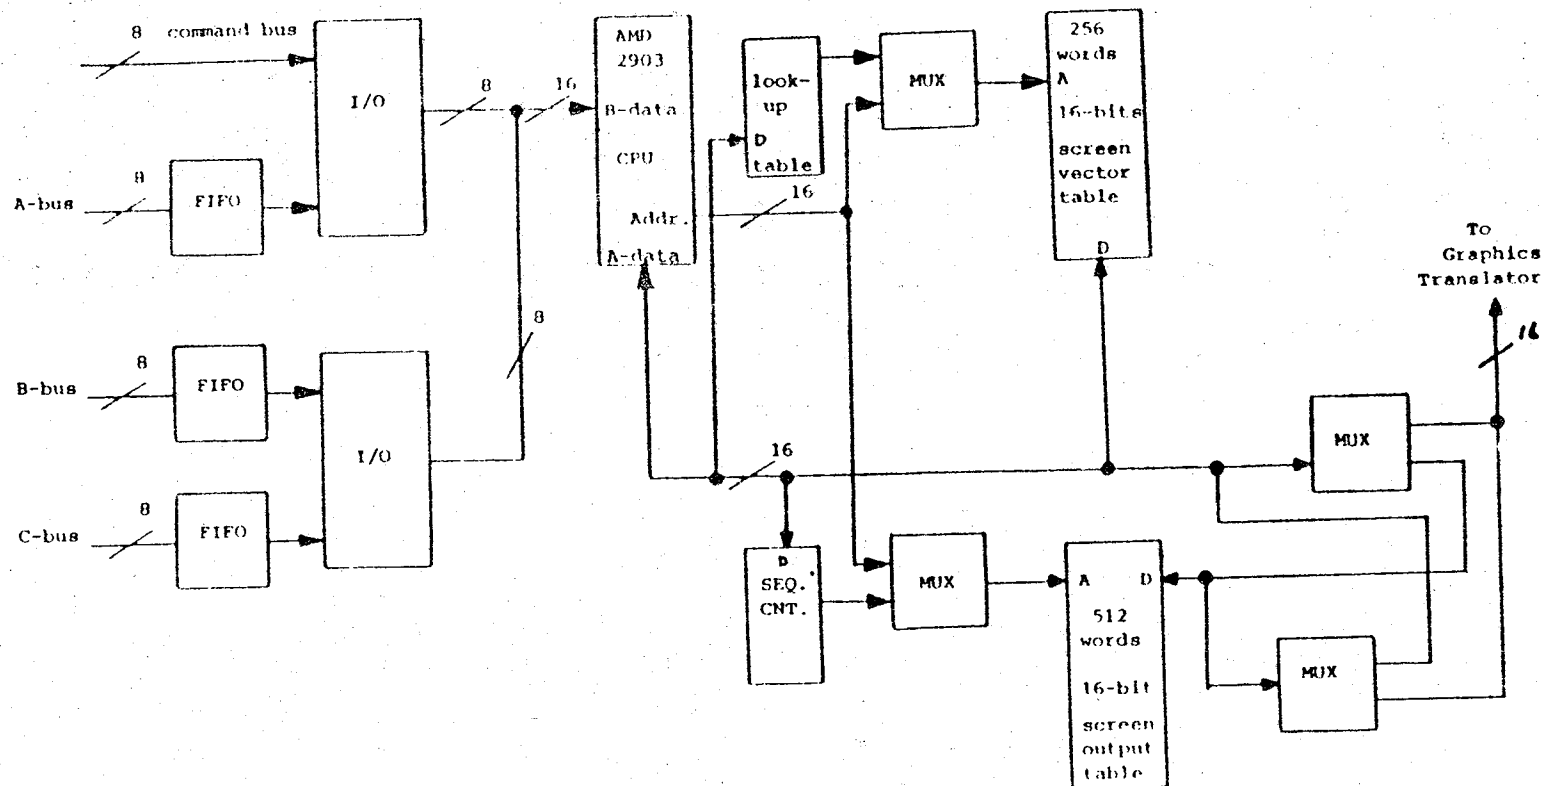 8 command bus
I/O
8
16
8
A-bus
FIFO
AMD
2903
B-data
CPU
Addr.
A-data
look-
up
D
table
16
MUX
256
words
A
16-bits
screen
vector
table
D
To
Graphics
Translator
16
8
8
B-bus
FIFO
I/O
8
C-bus
FIFO
16
D
SEQ.
CNT.
MUX
A D
512
words
16-bit
screen
output
table
MUX
MUX